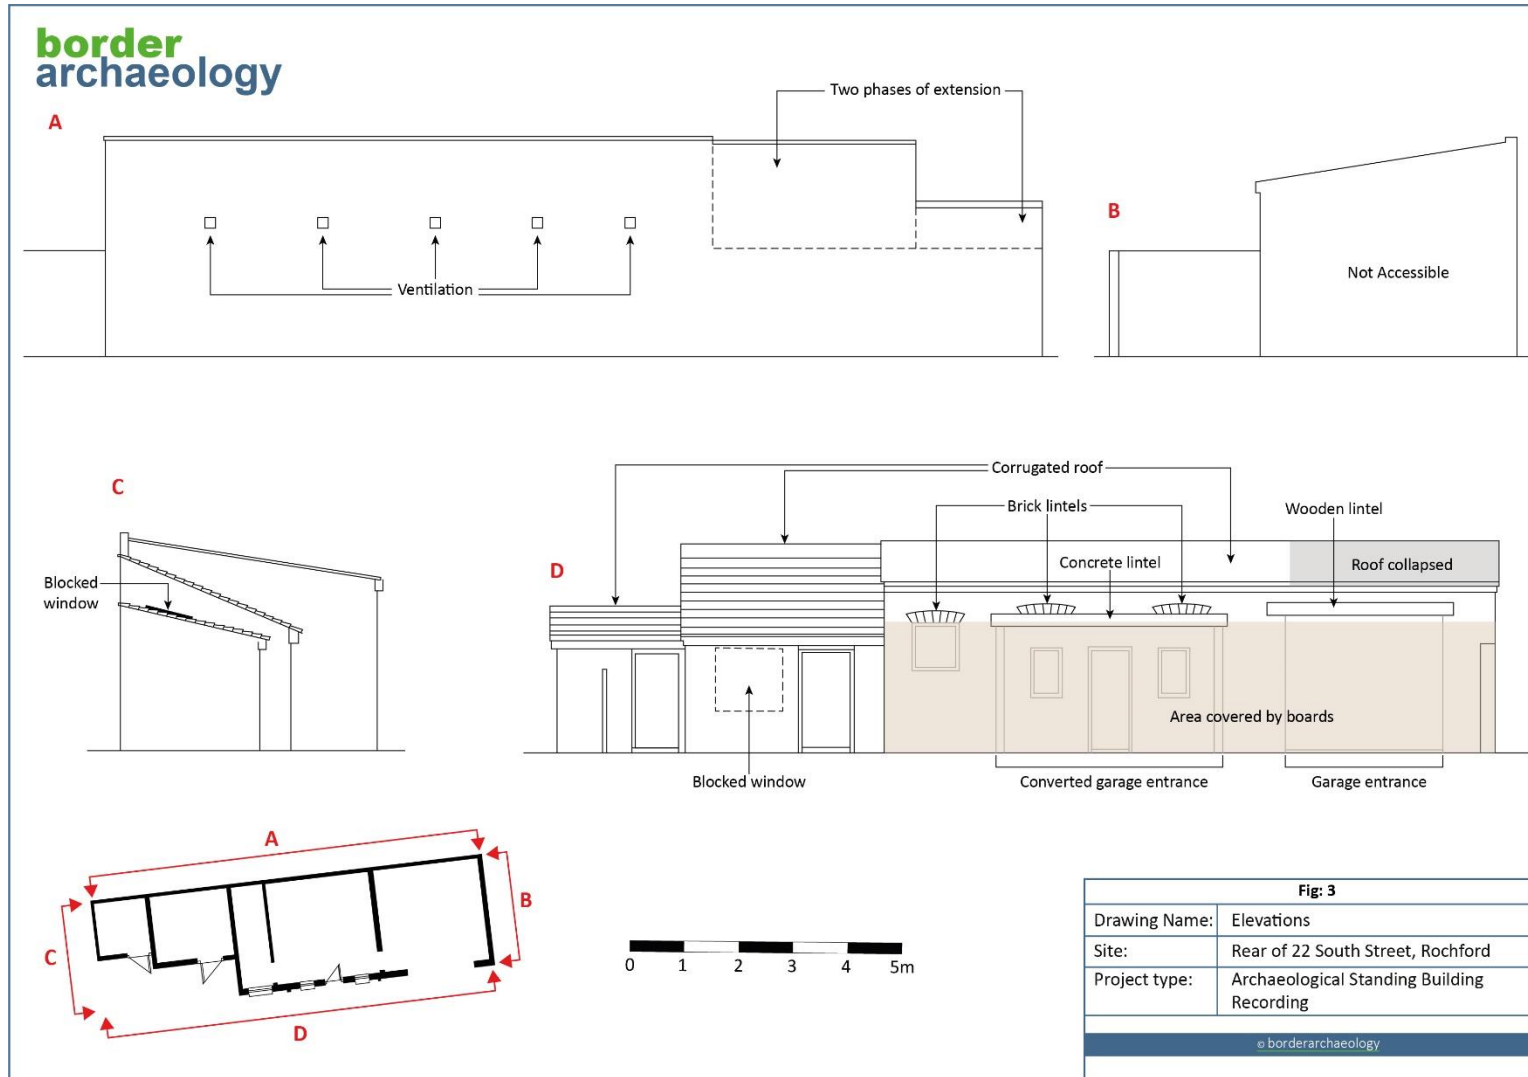 border
archaeology
A
Two phases of extension
Ventilation
B
Not Accessible
C
Blocked
window
D
Corrugated roof
Brick lintels
Wooden lintel
Concrete lintel
Roof collapsed
Area covered by boards
Blocked window
Converted garage entrance
Garage entrance
A
B
C
D
0 1 2 3 4 5m
Fig: 3
Drawing Name: Elevations
Site: Rear of 22 South Street, Rochford
Project type: Archaeological Standing Building
Recording
© borderarchaeology